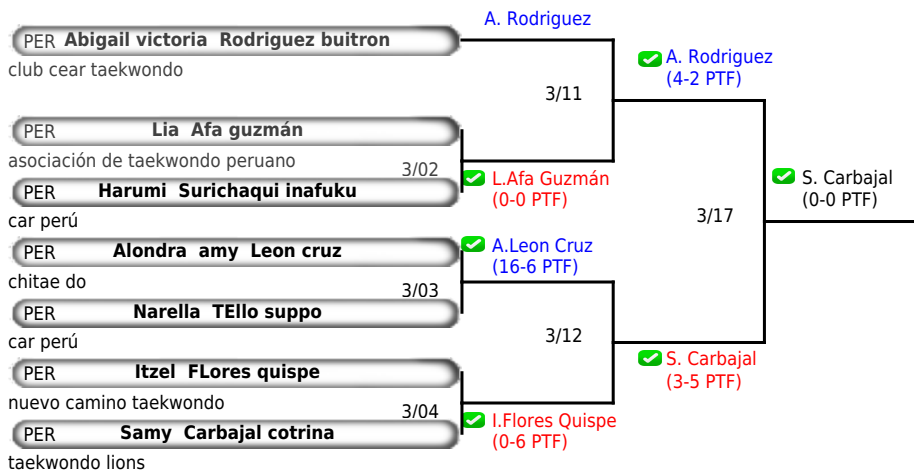 A. Rodriguez
PER Abigail victoria Rodriguez buitron
club cear taekwondo
A. Rodriguez
(4-2 PTF)
3/11
PER Lia Afa guzmán
asociación de taekwondo peruano
3/02
L.Afa Guzmán
(0-0 PTF)
PER Harumi Surichaqui inafuku
car perú
S. Carbajal
(0-0 PTF)
3/17
PER Alondra amy Leon cruz
chitae do
A.Leon Cruz
(16-6 PTF)
3/03
PER Narella TEllo suppo
car perú
3/12
S. Carbajal
(3-5 PTF)
PER Itzel FLores quispe
nuevo camino taekwondo
3/04
I.Flores Quispe
(0-6 PTF)
PER Samy Carbajal cotrina
taekwondo lions